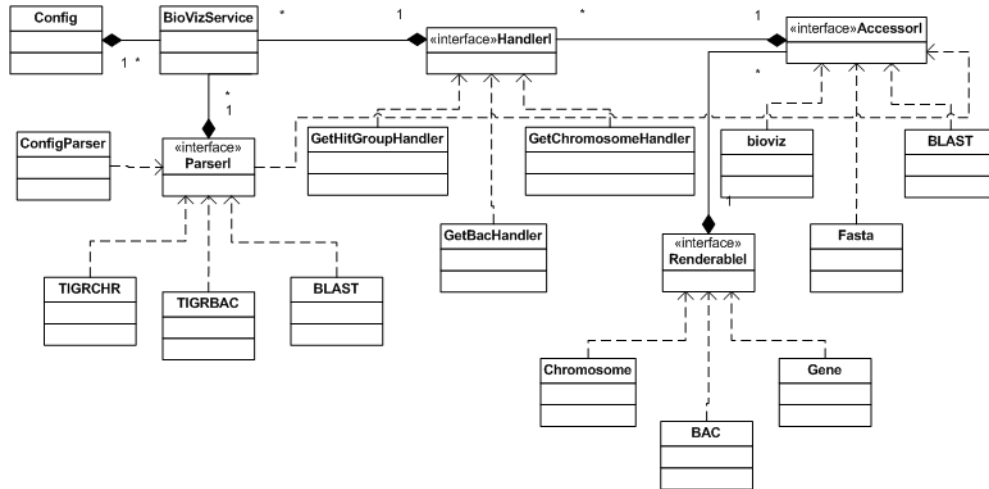 Config
BioVizService
* 1
«interface»HandlerI
* 1
«interface»AccessorI
1 *
*
*
1
ConfigParser
«interface»
ParserI
GetHitGroupHandler
GetChromosomeHandler
bioviz
BLAST
1
GetBacHandler
«interface»
RenderableI
Fasta
TIGRCHR
TIGRBAC
BLAST
Chromosome
Gene
BAC